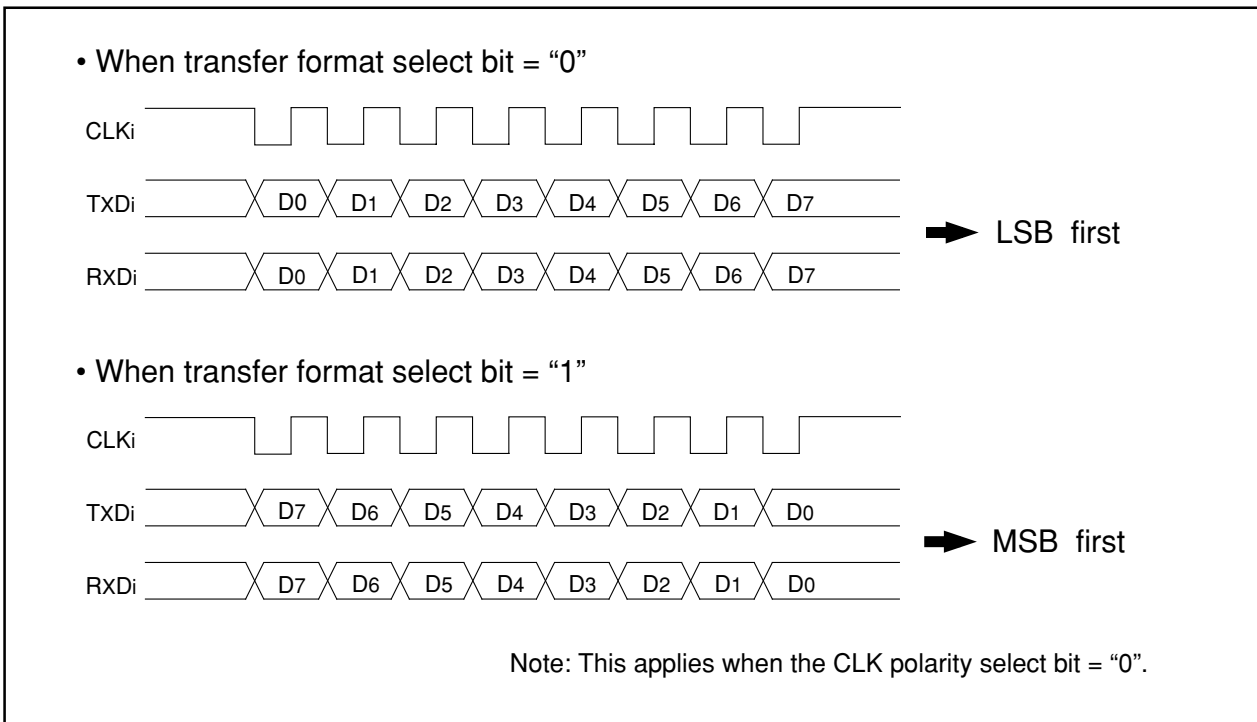 • When transfer format select bit = “0”
CLKi
TXDi D0 D1 D2 D3 D4 D5 D6 D7
RXDi D0 D1 D2 D3 D4 D5 D6 D7
LSB first
• When transfer format select bit = “1”
CLKi
TXDi D7 D6 D5 D4 D3 D2 D1 D0
RXDi D7 D6 D5 D4 D3 D2 D1 D0
MSB first
Note: This applies when the CLK polarity select bit = “0”.